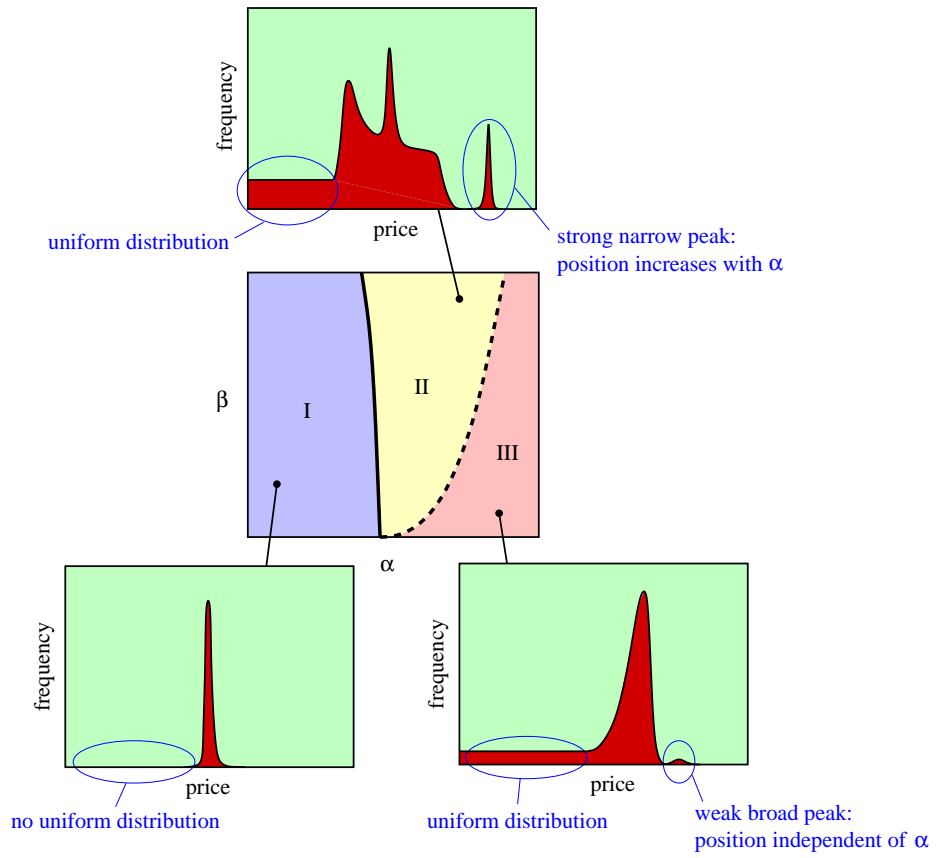 frequency
price
uniform distribution
strong narrow peak:
position increases with α
β
I
II
III
α
frequency
price
no uniform distribution
frequency
price
uniform distribution
weak broad peak:
position independent of α